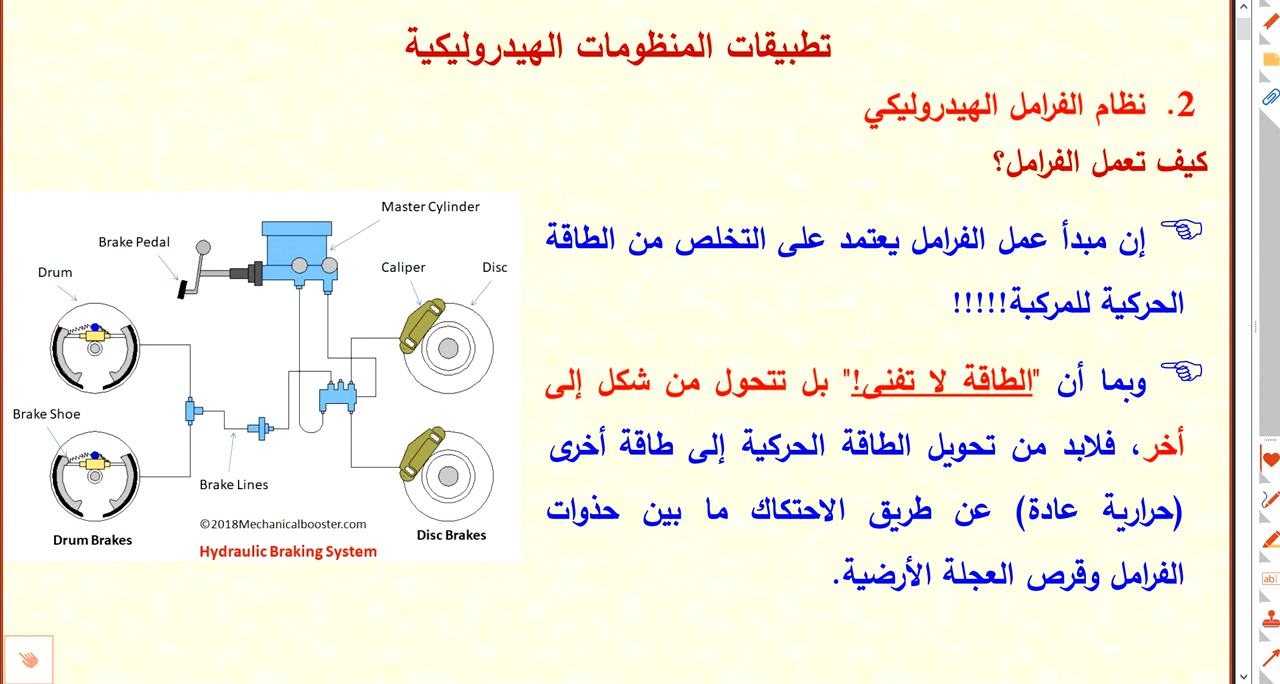 تطبيقات المنظومات الهيدروليكية
2. نظام الفرامل الهيدروليكي
كيف تعمل الفرامل؟
إن مبدأ عمل الفرامل يعتمد على التخلص من الطاقة
الحركية للمركبة!!!!!
وبما أن "الطاقة لا تفنى!" بل تتحول من شكل إلى
أخر، فلابد من تحويل الطاقة الحركية إلى طاقة أخرى
(حرارية عادة) عن طريق الاحتكاك ما بين حذوات
الفرامل وقرص العجلة الأرضية.
Master Cylinder
Brake Pedal
Drum
Caliper
Disc
Brake Shoe
Brake Lines
©2018Mechanicalbooster.com
Drum Brakes
Hydraulic Braking System
Disc Brakes
ab